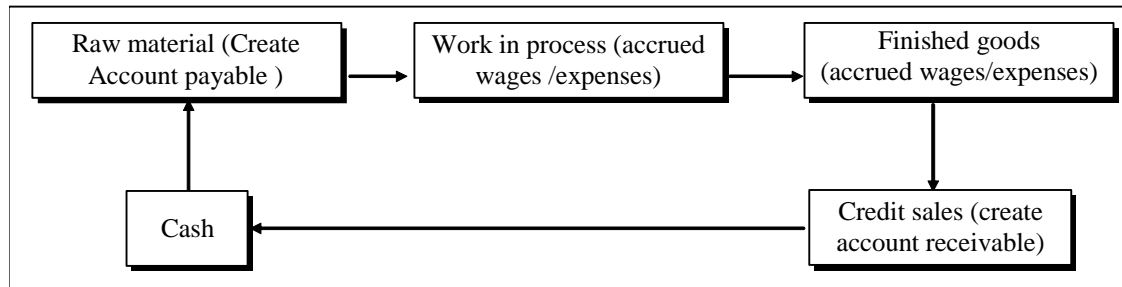 Raw material (Create
Account payable )
Work in process (accrued
wages /expenses)
Finished goods
(accrued wages/expenses)
Credit sales (create
account receivable)
Cash